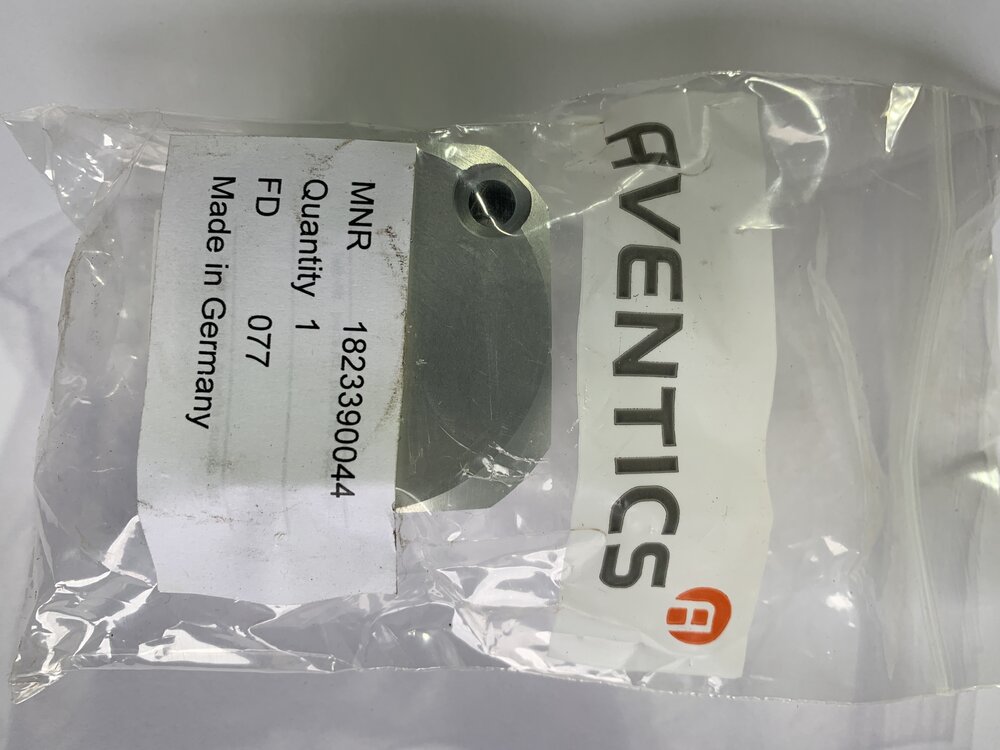 AVENTICS
MNR 1823390044
Quantity 1
FD 077
Made in Germany